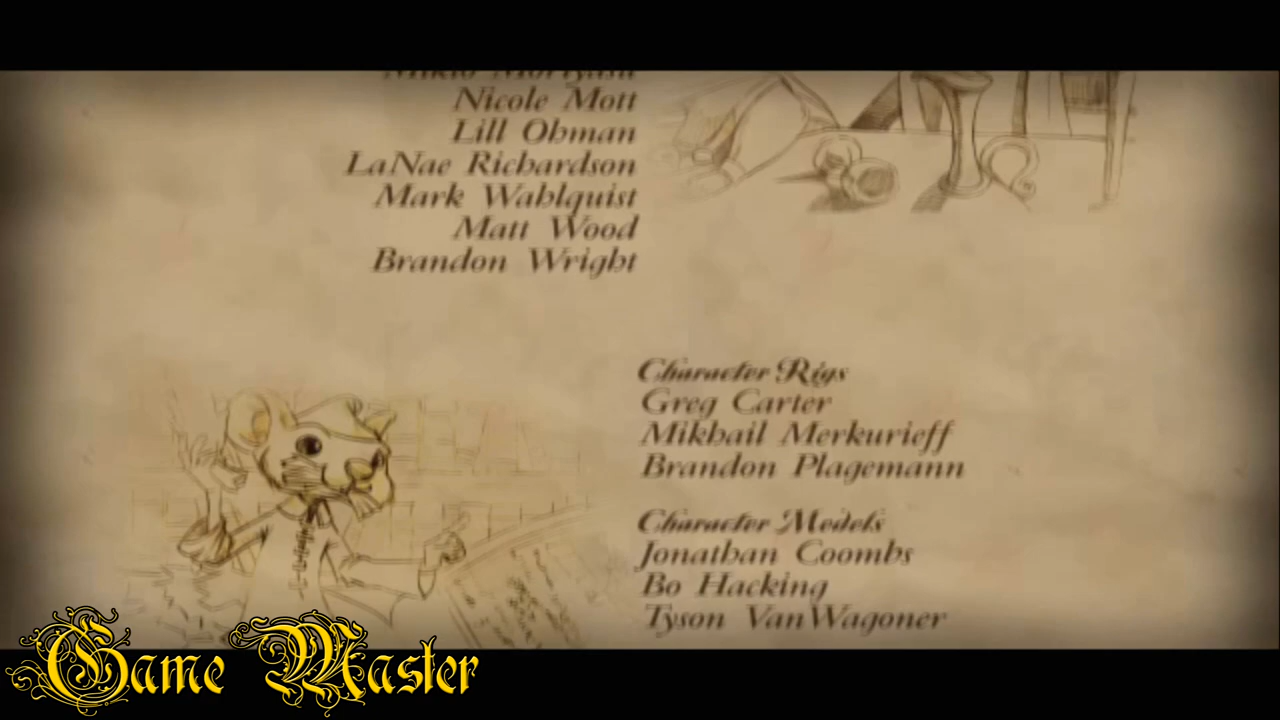 Nicole Mott
Lill Ohman
LaNae Richardson
Mark Wahlquist
Matt Wood
Brandon Wright
Character Rigs
Greg Carter
Mikhail Merkurieff
Brandon Plagemann
Character Models
Jonathan Coombs
Bo Hacking
Tyson VanWagoner
Game Master